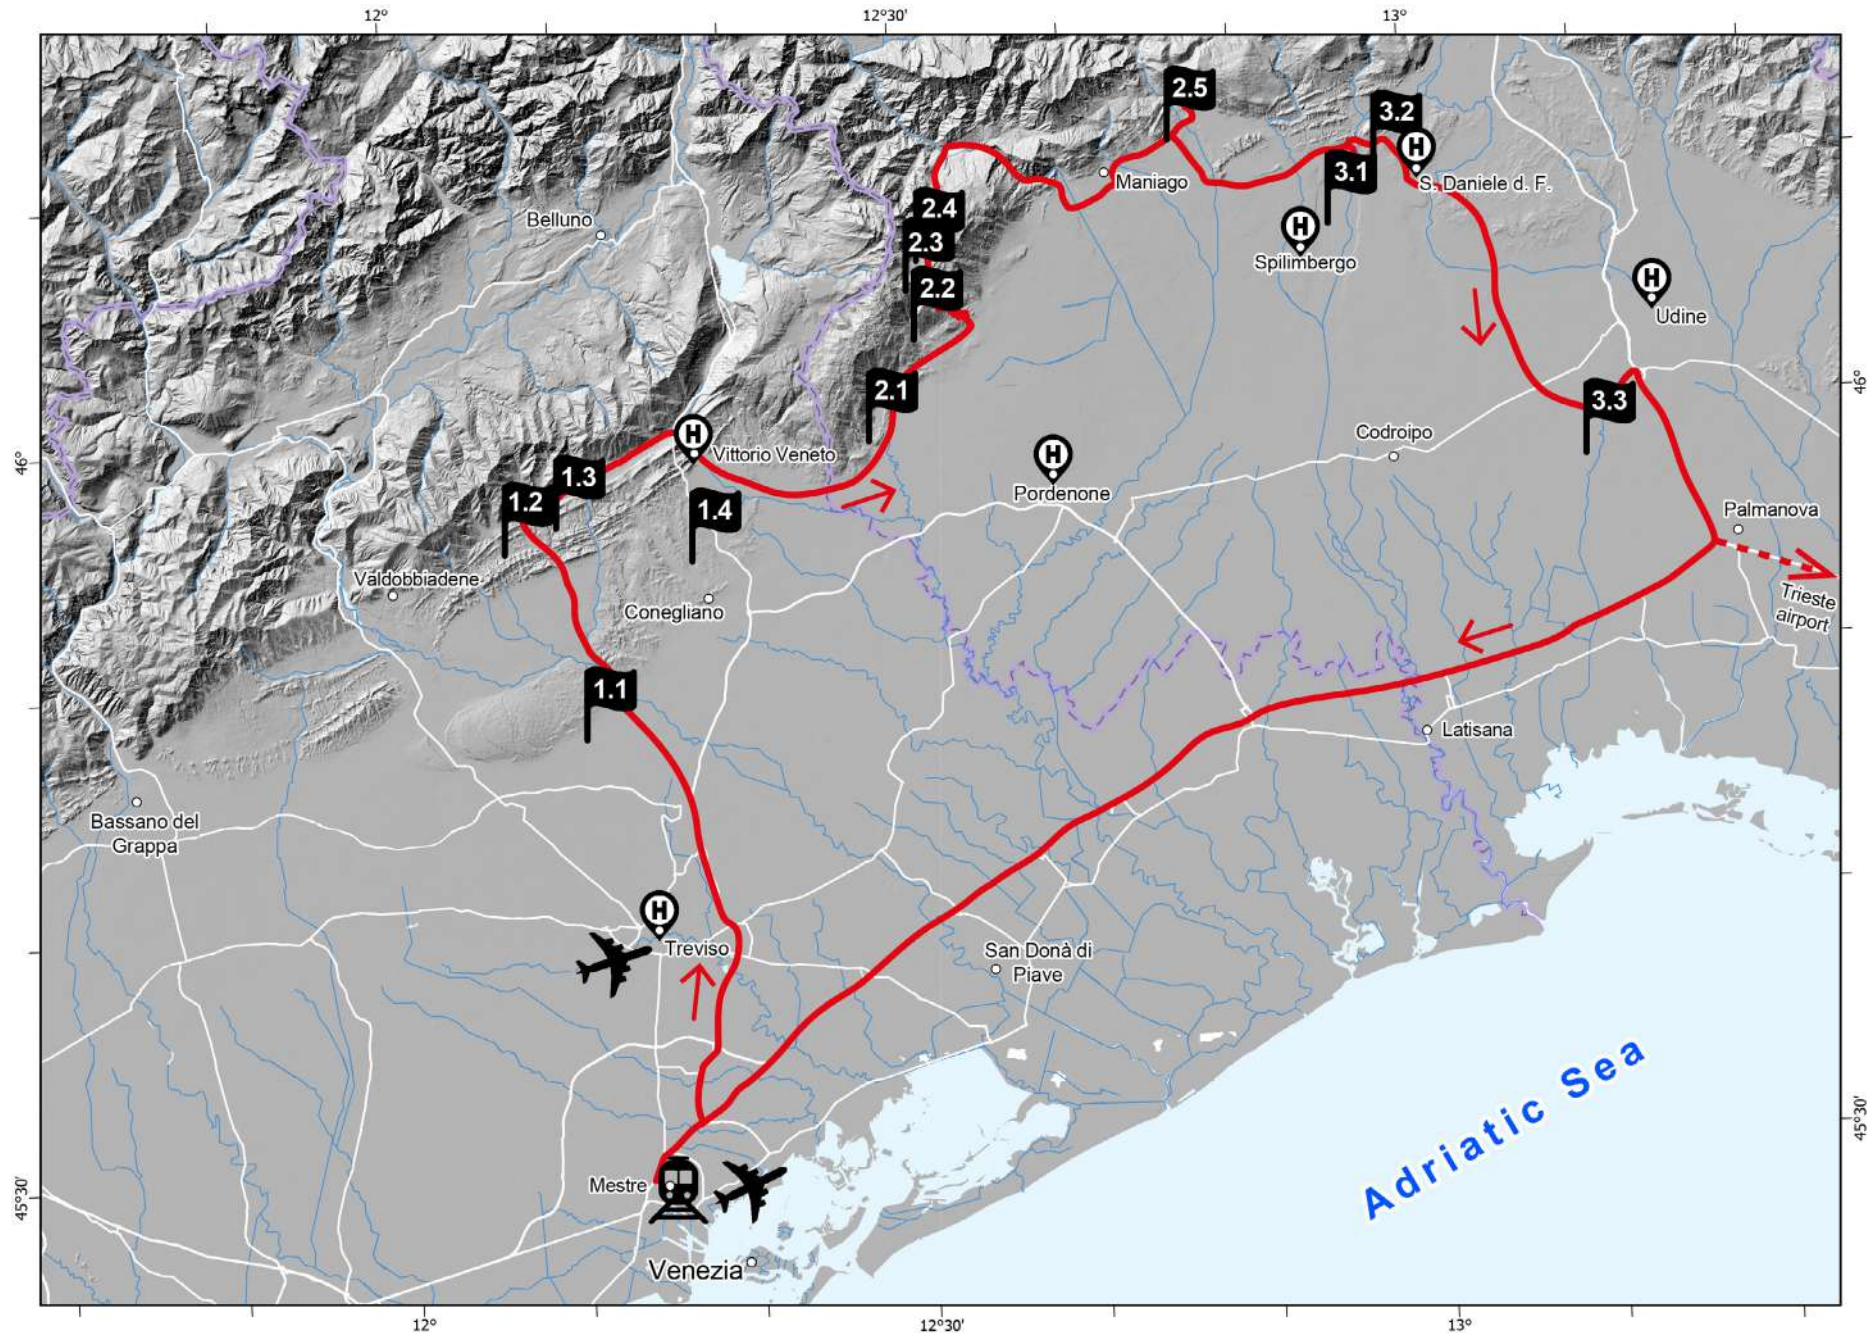 12°
12°30'
13°
2.5
3.2
H
Maniago
3.1
S. Daniele d. F.
2.4
Belluno
H
2.3
Spilimbergo
H
2.2
Udine
46°
2.1
3.3
H
Codroipo
Vittorio Veneto
46°
H
1.3
Pordenone
1.2
1.4
Palmanova
Valdobbiadene
Conegliano
Trieste
airport
1.1
Latisana
Bassano del
Grappa
H
Treviso
San Donà di
Piave
Adriatic Sea
45°30'
Mestre
45°30'
Venezia
12°
12°30'
13°